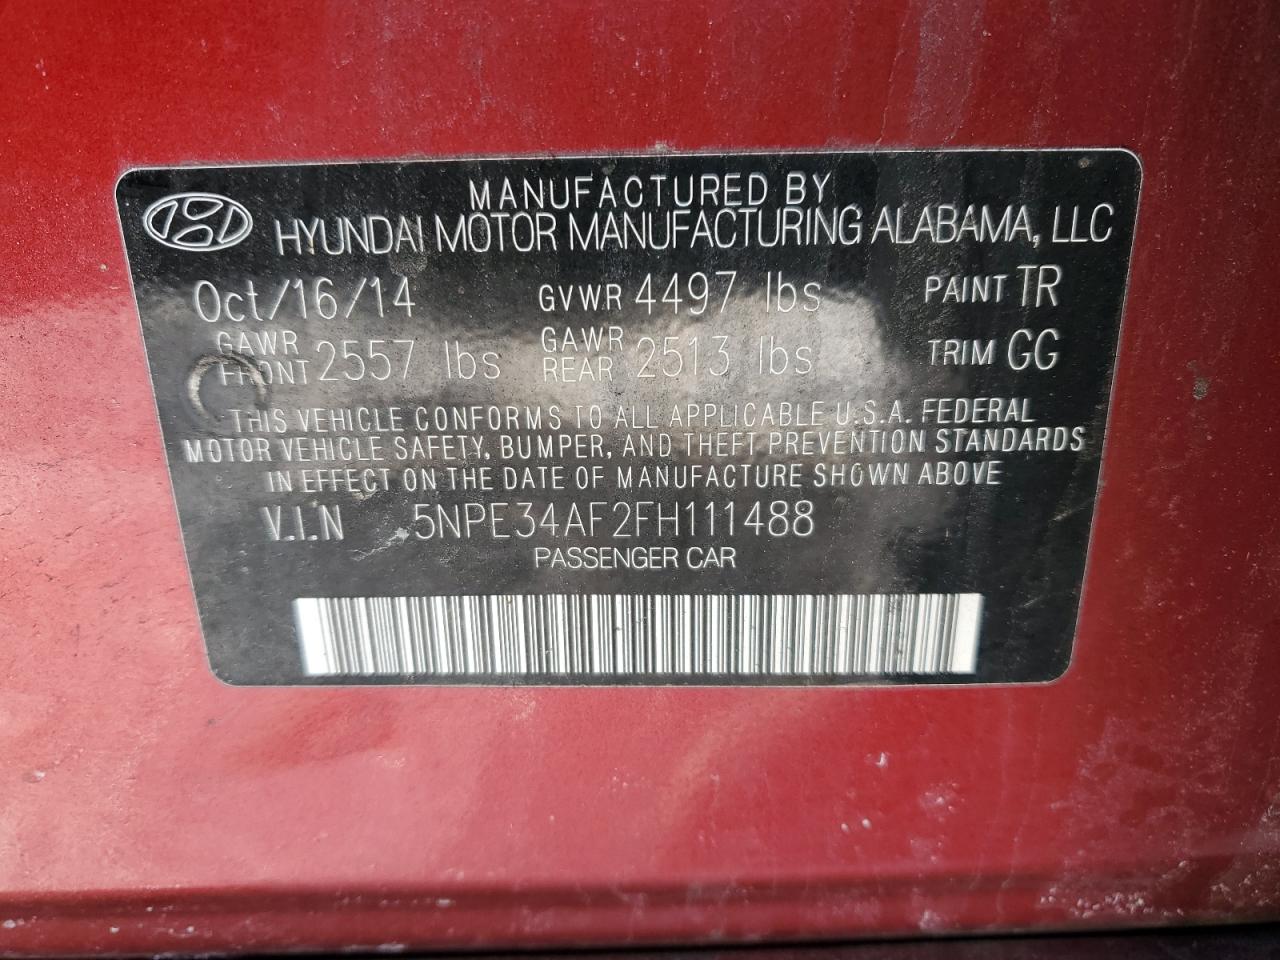 MANUFACTURED BY
HYUNDAI MOTOR MANUFACTURING ALABAMA, LLC
Oct/16/14 GVWR 4497 lbs PAINT TR
GAWR FRONT 2557 lbs GAWR REAR 2513 lbs TRIM GG
THIS VEHICLE CONFORMS TO ALL APPLICABLE U.S.A. FEDERAL
MOTOR VEHICLE SAFETY, BUMPER, AND THEFT PREVENTION STANDARDS
IN EFFECT ON THE DATE OF MANUFACTURE SHOWN ABOVE
V.I.N 5NPE34AF2FH111488
PASSENGER CAR